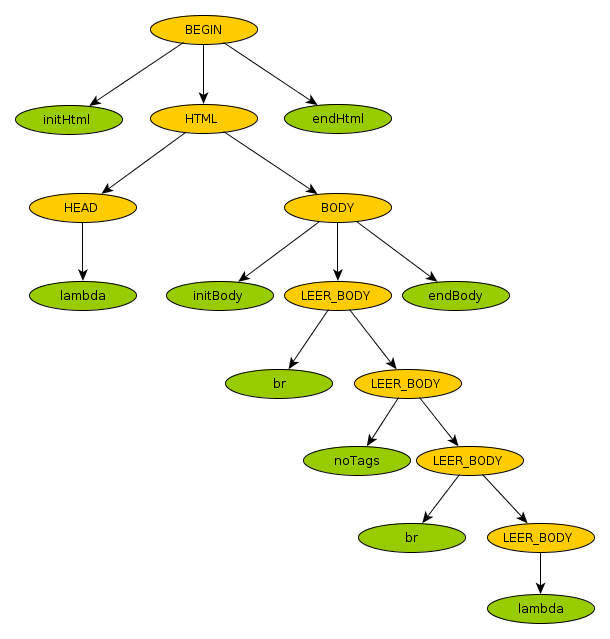 BEGIN
initHtml
HTML
endHtml
HEAD
BODY
lambda
initBody
LEER_BODY
endBody
br
LEER_BODY
noTags
LEER_BODY
br
LEER_BODY
lambda